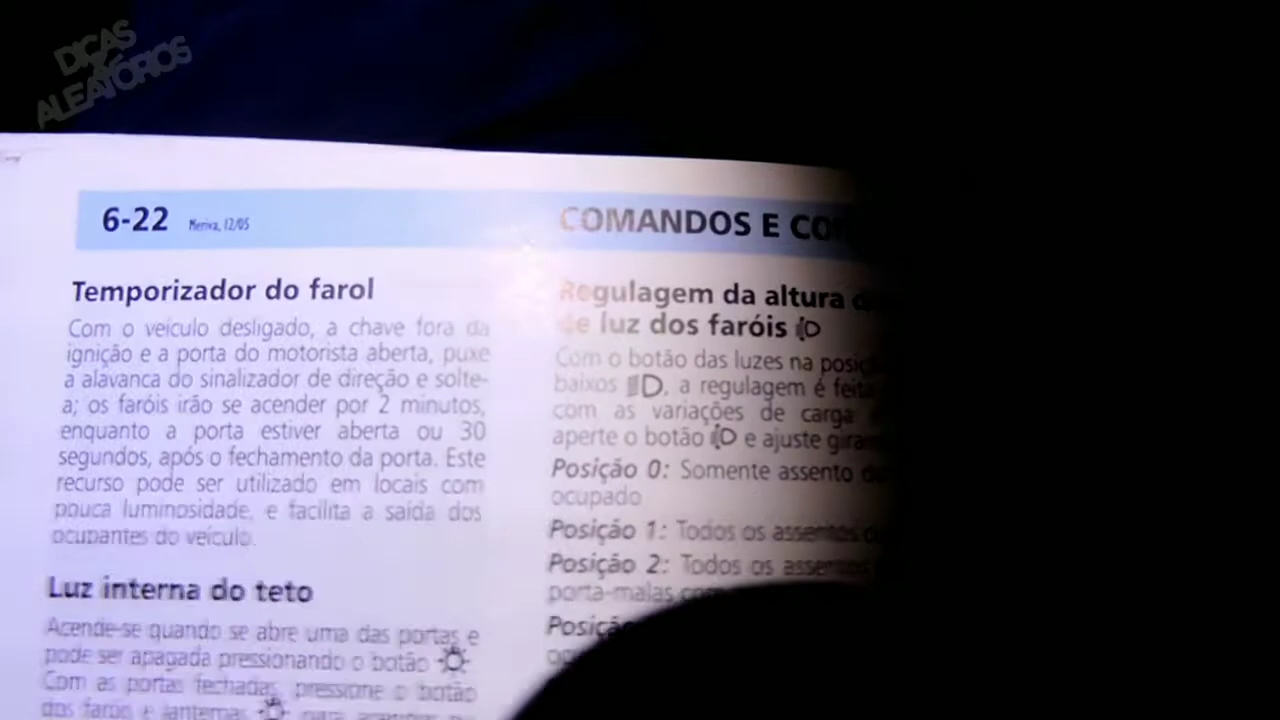 DICAS
&
ALEATÓRIOS
6-22 Meriva, 12/05
COMANDOS E
Temporizador do farol
Com o veículo desligado, a chave fora da
ignição e a porta do motorista aberta, puxe
a alavanca do sinalizador de direção e solte-
a; os faróis irão se acender por 2 minutos,
enquanto a porta estiver aberta ou 30
segundos, após o fechamento da porta. Este
recurso pode ser utilizado em locais com
pouca luminosidade, e facilita a saída dos
ocupantes do veículo.
Luz interna do teto
Acende-se quando se abre uma das portas e
pode ser apagada pressionando o botão
Com as portas fechadas, pressione o botão
dos faróis e lanternas para
Regulagem da altura
de luz dos faróis
Com o botão das luzes na
baixos , a regulagem é feita
com as variações de carga
aperte o botão e ajuste
Posição 0: Somente assento
ocupado
Posição 1: Todos os assentos
Posição 2: Todos os assentos
porta-malas